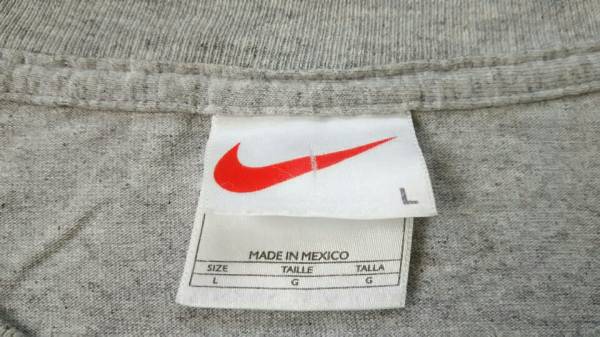 L
MADE IN MEXICO
SIZE TAILLE TALLA
L G G